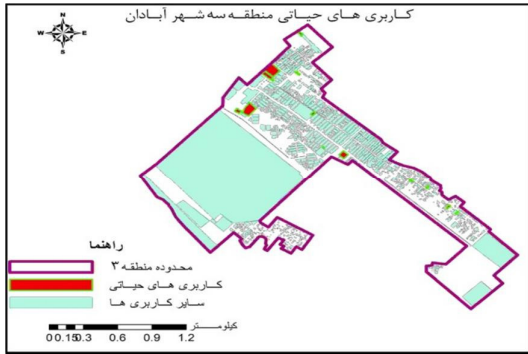 کاربری های حیاتی منطقه سه شهر آبادان
N
W E
S
راهنما
محدوده منطقه ۳
کاربری های حیاتی
سایر کاربری ها
کیلومتر
0 0.15 0.3 0.6 0.9 1.2